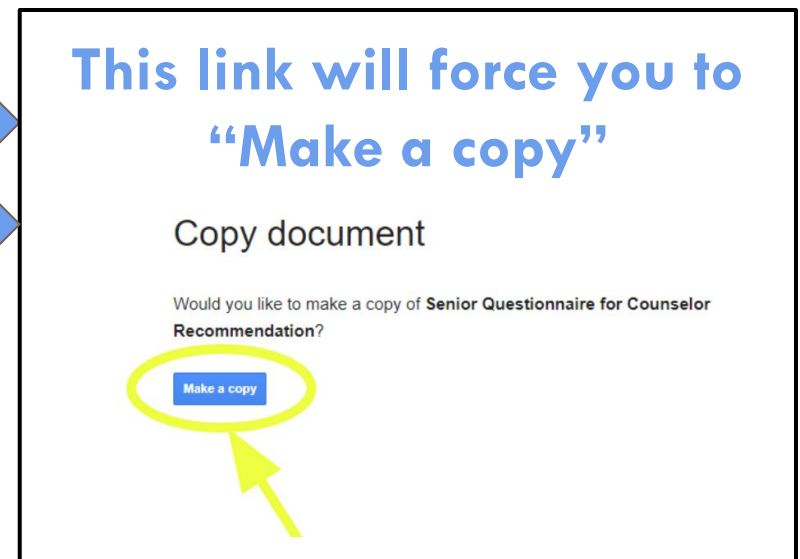 This link will force you to
“Make a copy”
Copy document
Would you like to make a copy of Senior Questionnaire for Counselor
Recommendation?
Make a copy